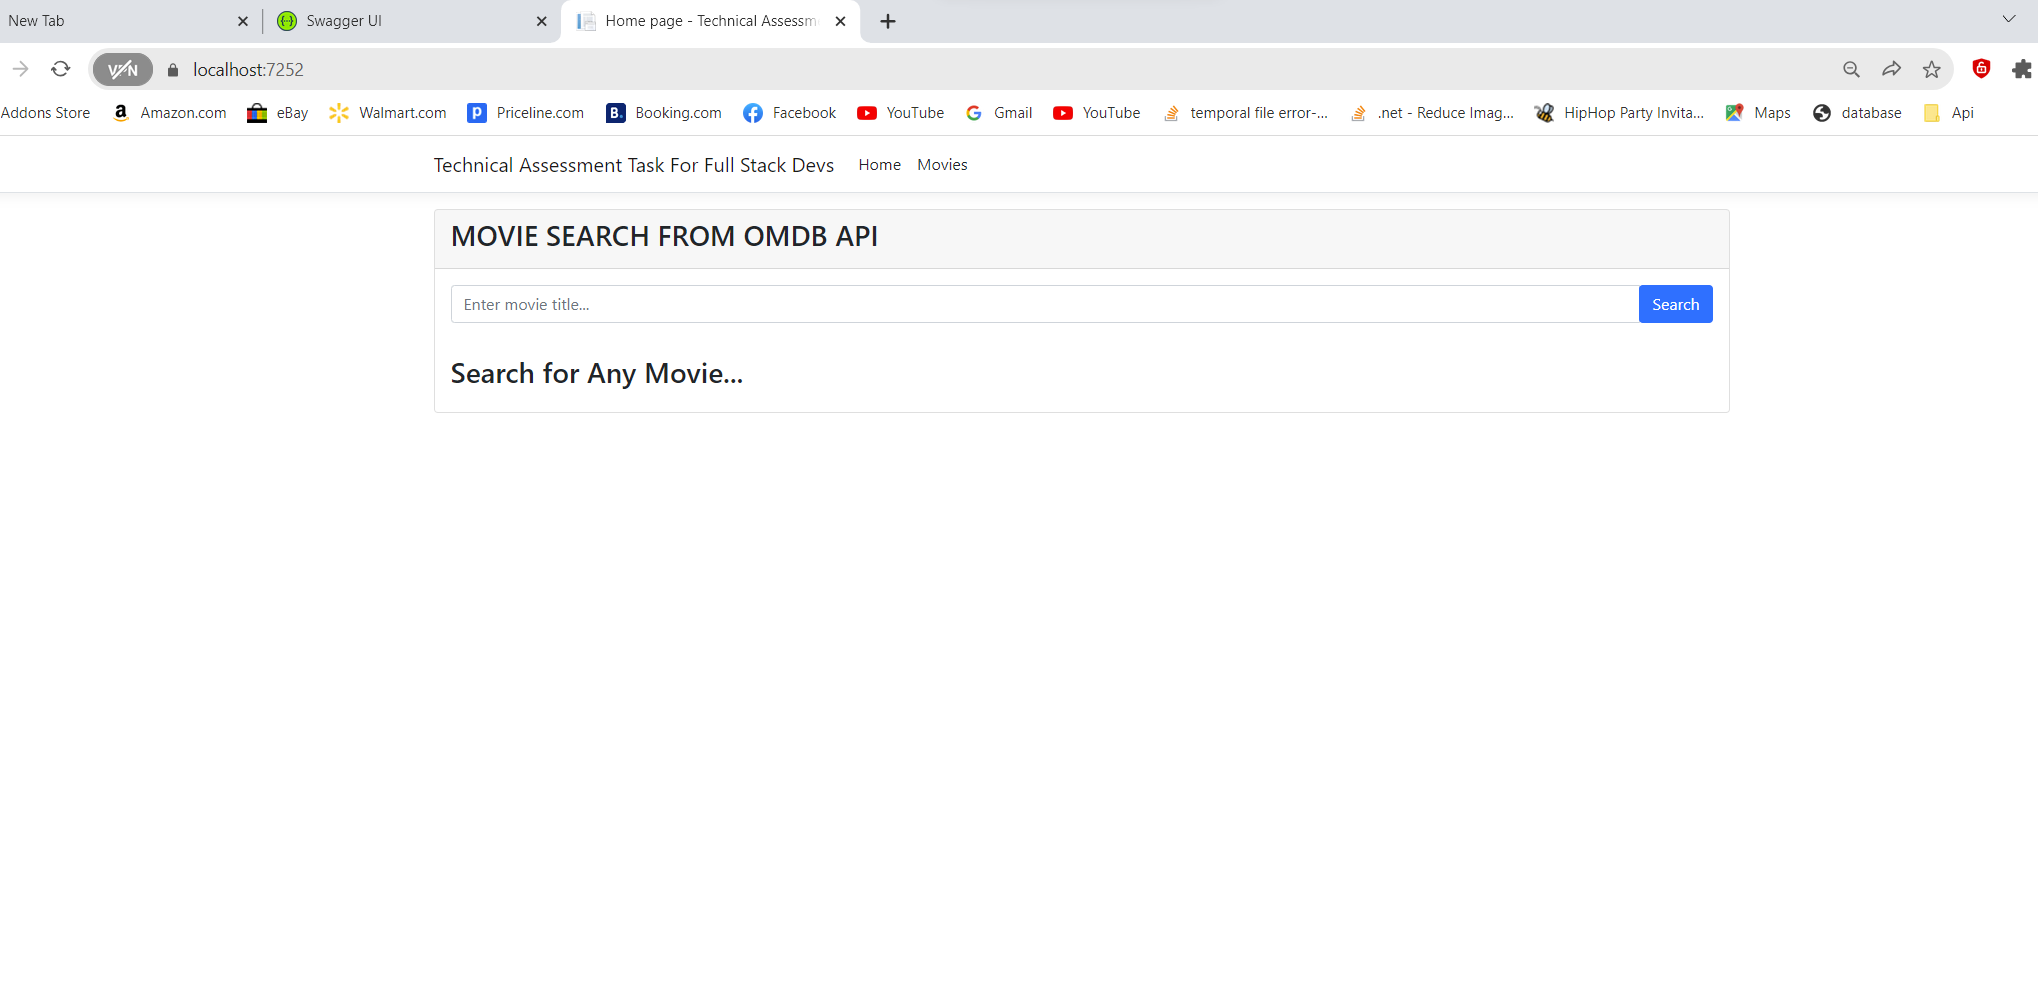 New Tab
Swagger UI
Home page - Technical Assessm
VPN
localhost:7252
Addons Store
Amazon.com
eBay
Walmart.com
Priceline.com
Booking.com
Facebook
YouTube
Gmail
YouTube
temporal file error-...
.net - Reduce Imag...
HipHop Party Invita...
Maps
database
Api
Technical Assessment Task For Full Stack Devs
Home
Movies
MOVIE SEARCH FROM OMDB API
Enter movie title...
Search
Search for Any Movie...